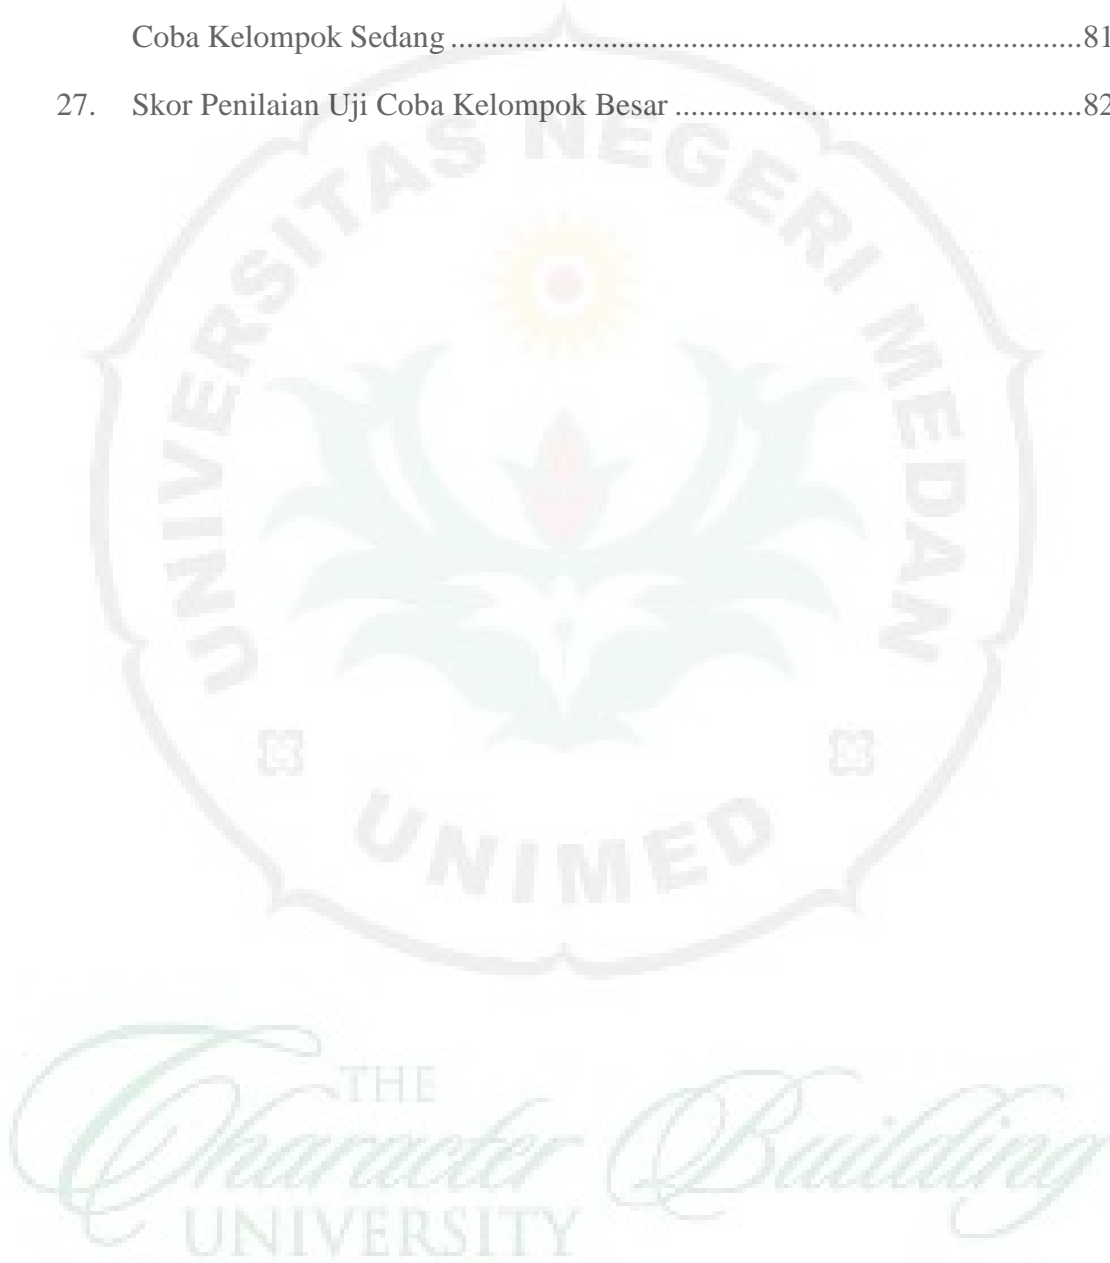 Coba Kelompok Sedang ..............................................................................81
27. Skor Penilaian Uji Coba Kelompok Besar ..................................................82
UNIVERSITAS NEGERI MEDAN
UNIMED
THE
Character Building
UNIVERSITY